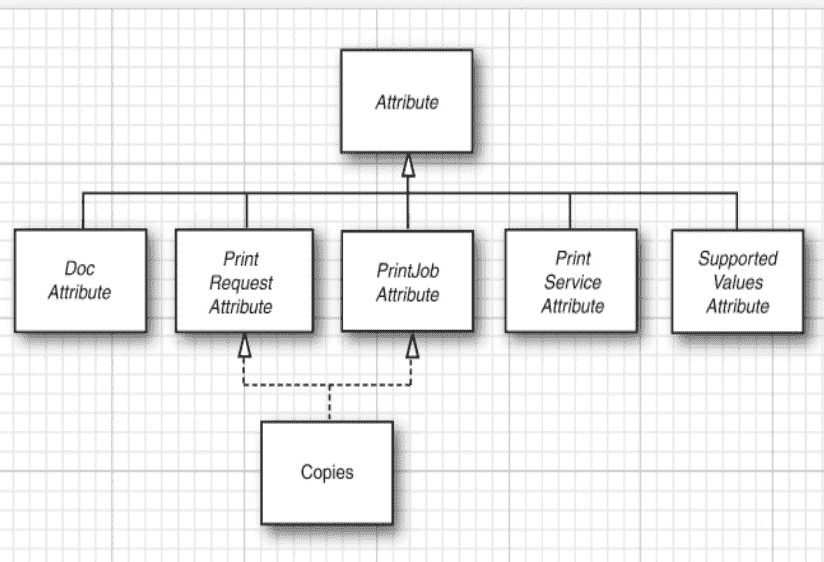 Attribute
Doc
Attribute
Print
Request
Attribute
PrintJob
Attribute
Print
Service
Attribute
Supported
Values
Attribute
Copies